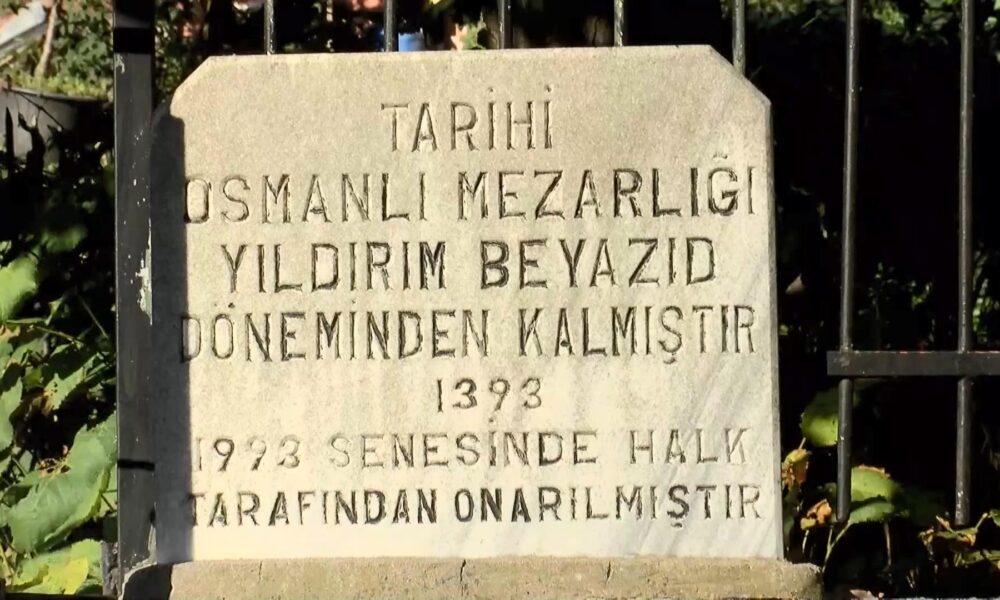 TARİHİ
OSMANLI MEZARLIĞI
YILDIRIM BEYAZID
DÖNEMİNDEN KALMIŞTIR
1393
1993 SENESİNDE HALK
TARAFINDAN ONARILMIŞTIR